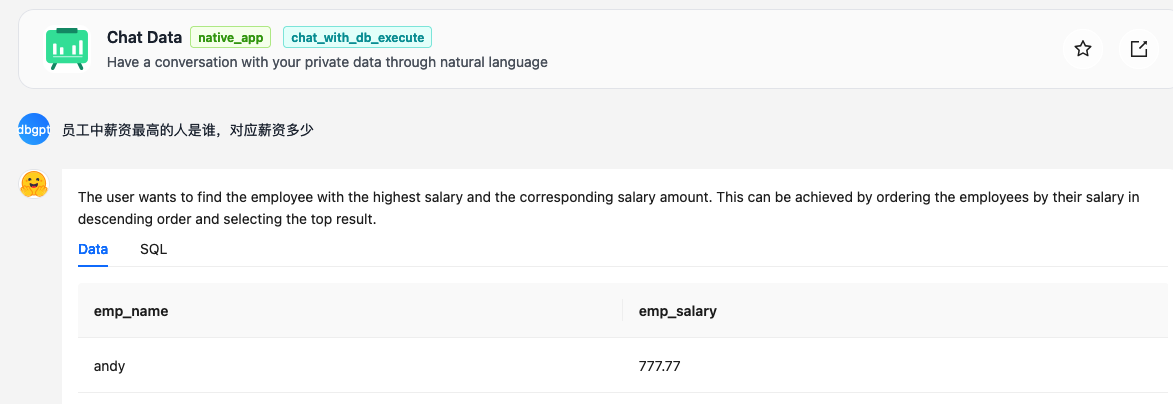 Chat Data native_app chat_with_db_execute
Have a conversation with your private data through natural language
dbgpt 员工中薪资最高的人是谁，对应薪资多少
The user wants to find the employee with the highest salary and the corresponding salary amount. This can be achieved by ordering the employees by their salary in
descending order and selecting the top result.
Data SQL
emp_name emp_salary
andy 777.77